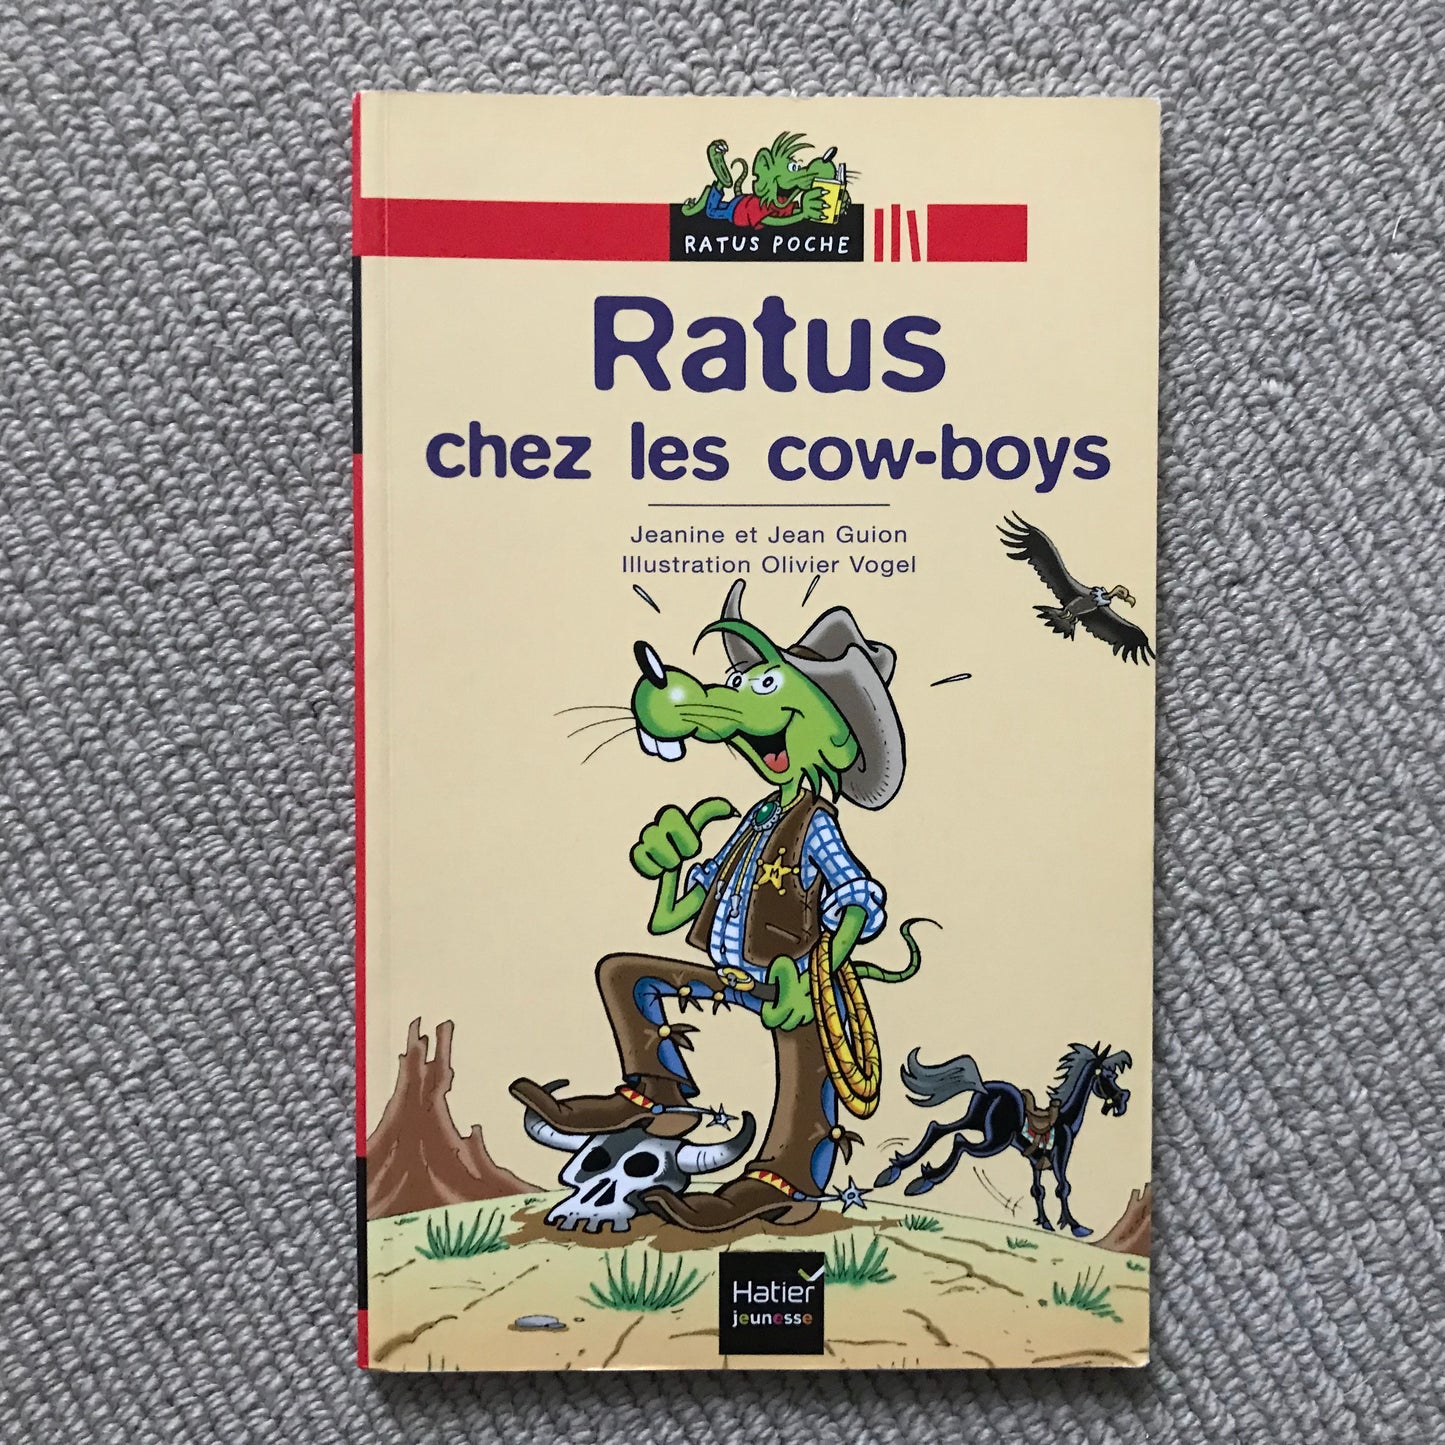 RATUS POCHE
Ratus
chez les cow-boys
Jeanine et Jean Guion
Illustration Olivier Vogel
M
Hatier
jeunesse